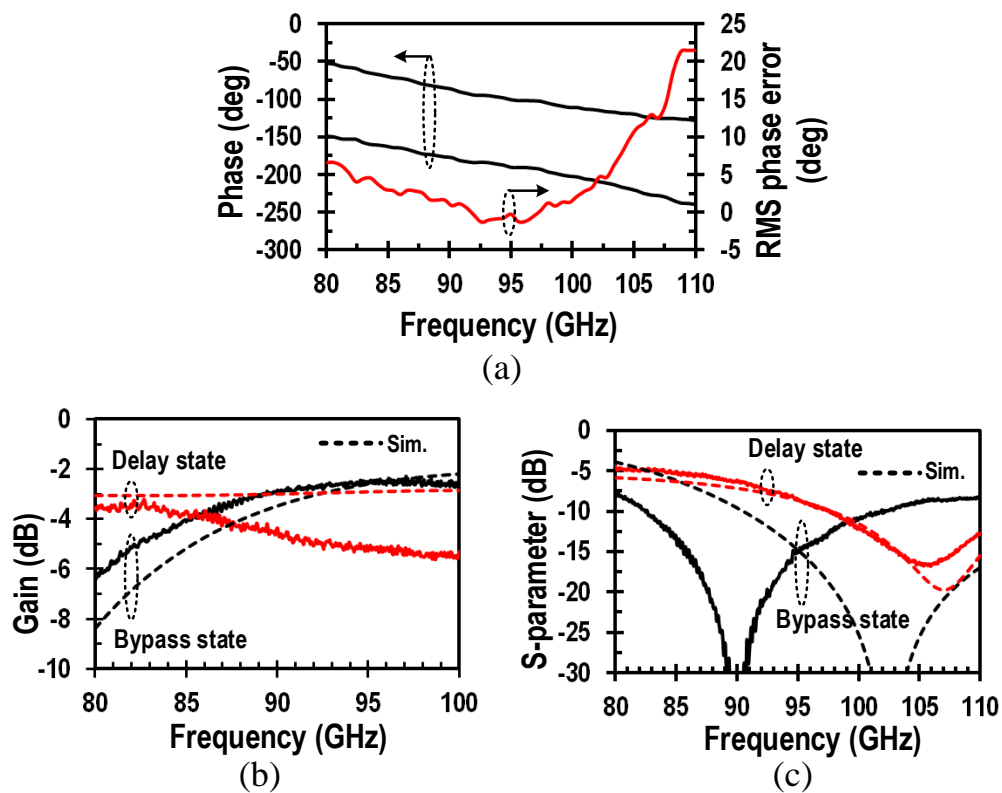 0
-50
-100
-150
-200
-250
-300
Phase (deg)
25
20
15
10
5
0
-5
RMS phase error
(deg)
80 85 90 95 100 105 110
Frequency (GHz)
(a)
0
-2
-4
-6
-8
-10
Gain (dB)
Sim.
Delay state
Bypass state
80 85 90 95 100
Frequency (GHz)
(b)
0
-5
-10
-15
-20
-25
-30
S-parameter (dB)
Delay state
Sim.
Bypass state
80 85 90 95 100 105 110
Frequency (GHz)
(c)